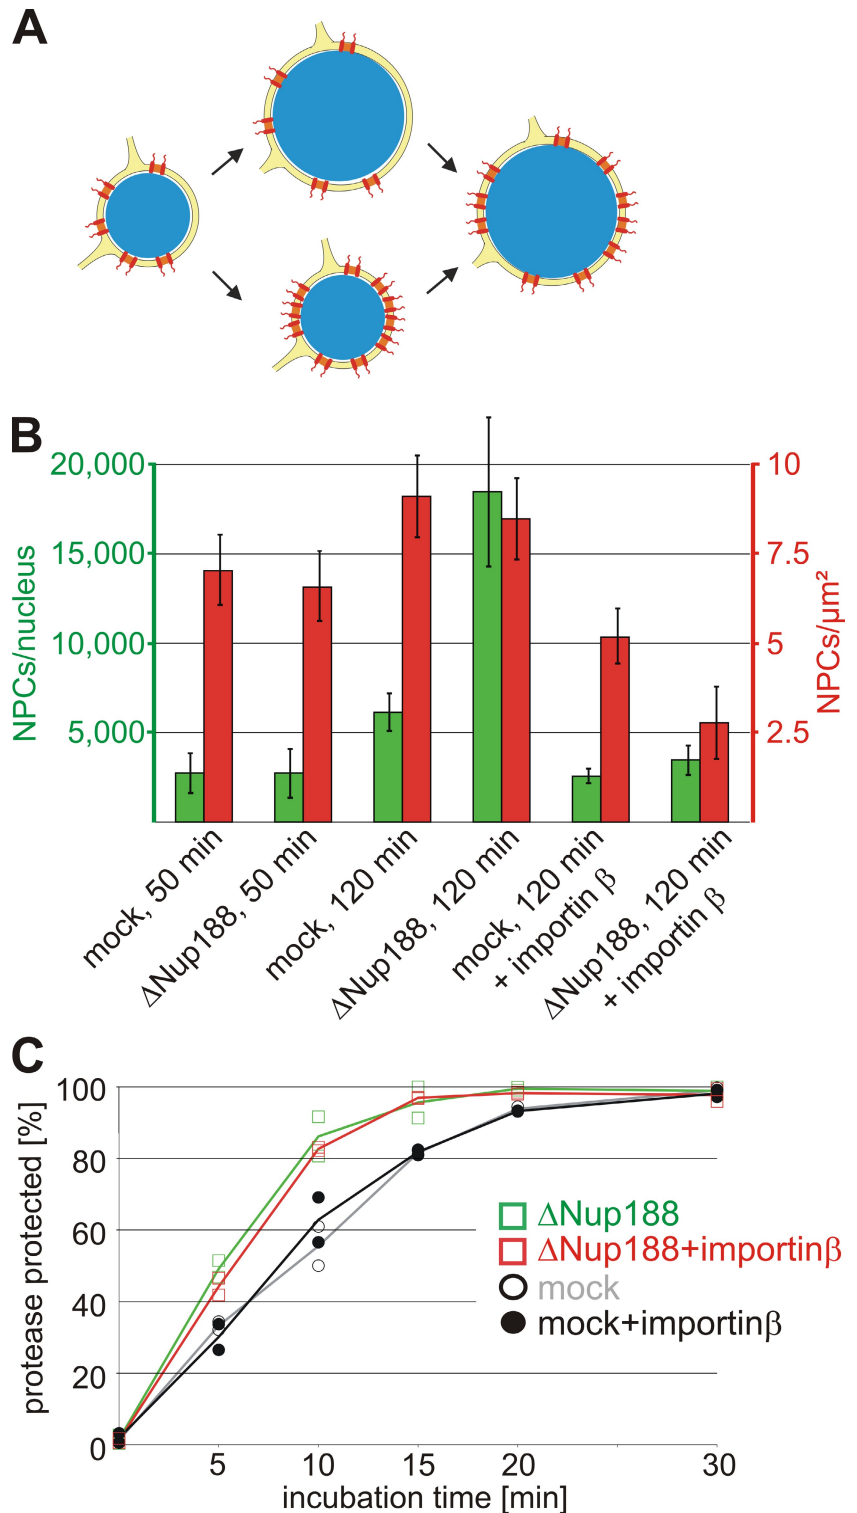 A
B
20,000
15,000
10,000
5,000
NPCs/nucleus
10
7.5
5
2.5
NPCs/µm²
mock, 50 min
ΔNup188, 50 min
mock, 120 min
ΔNup188, 120 min
mock, 120 min
+ importin β
ΔNup188, 120 min
+ importin β
C
protease protected [%]
100
80
60
40
20
0
5
10
15
20
30
incubation time [min]
ΔNup188
ΔNup188+importinβ
mock
mock+importinβ